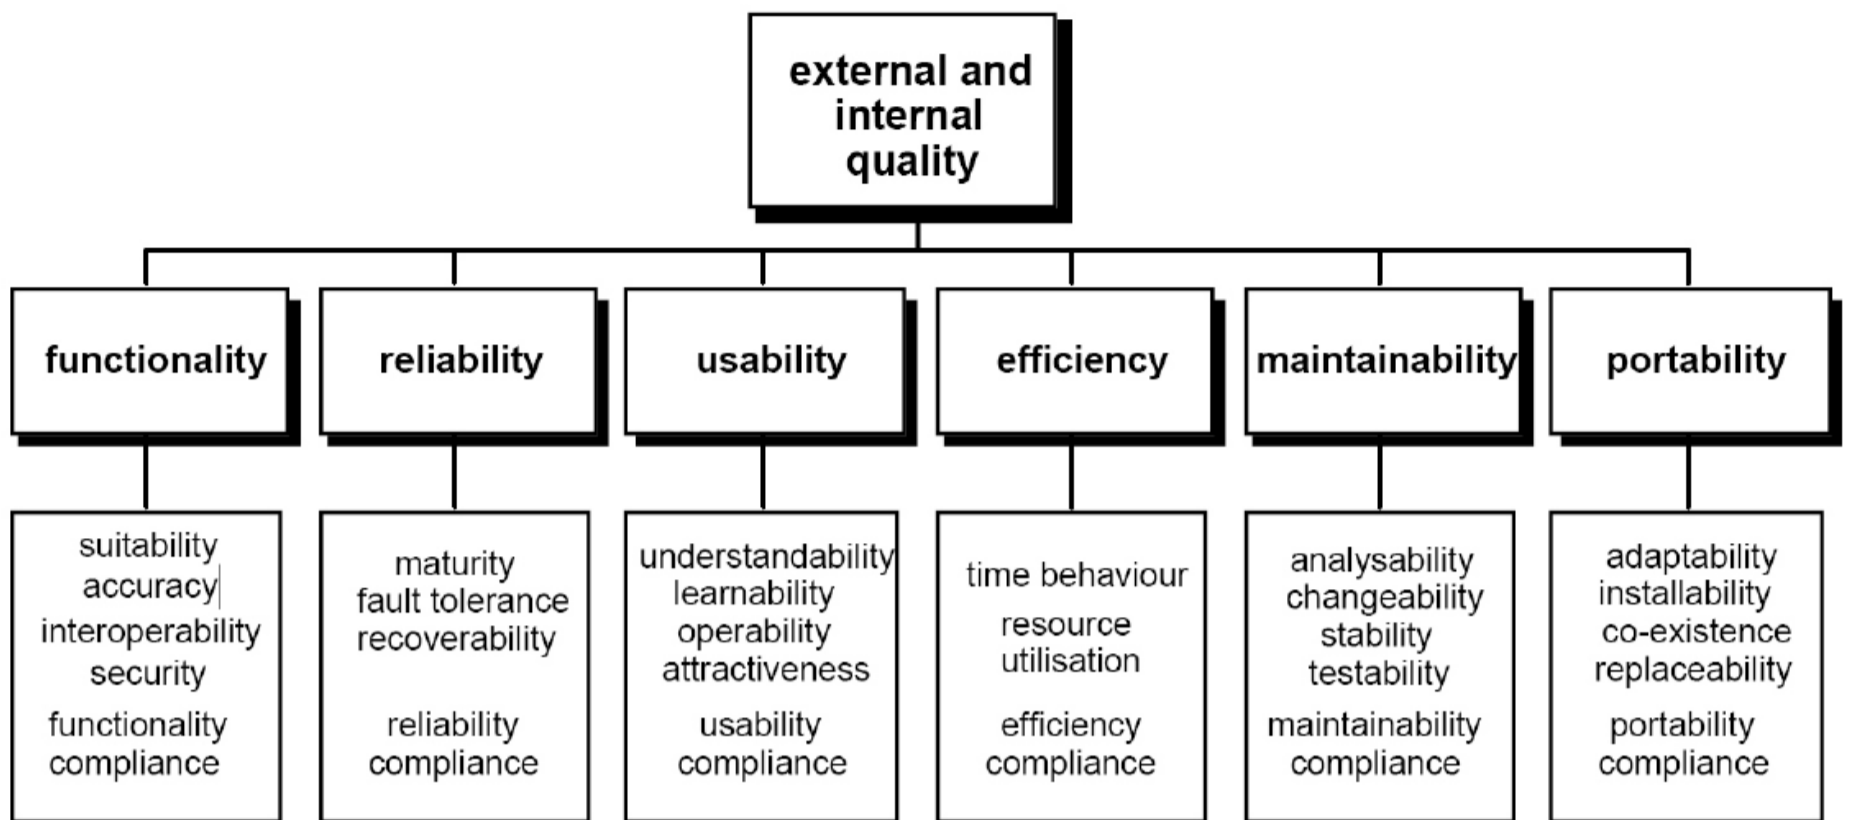 external and
internal
quality
functionality
reliability
usability
efficiency
maintainability
portability
suitability
accuracy
interoperability
security
functionality
compliance
maturity
fault tolerance
recoverability
reliability
compliance
understandability
learnability
operability
attractiveness
usability
compliance
time behaviour
resource
utilisation
efficiency
compliance
analysability
changeability
stability
testability
maintainability
compliance
adaptability
installability
co-existence
replaceability
portability
compliance